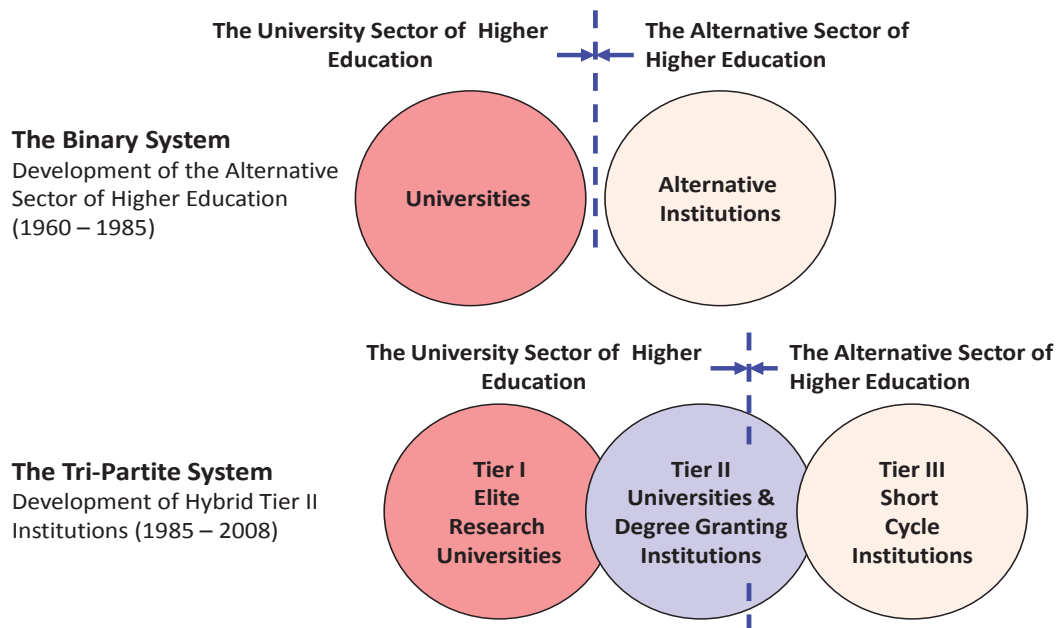 The University Sector of Higher
Education
The Alternative Sector of
Higher Education
The Binary System
Development of the Alternative
Sector of Higher Education
(1960 – 1985)
Universities
Alternative
Institutions
The University Sector of Higher
Education
The Alternative Sector of
Higher Education
The Tri-Partite System
Development of Hybrid Tier II
Institutions (1985 – 2008)
Tier I
Elite
Research
Universities
Tier II
Universities &
Degree Granting
Institutions
Tier III
Short
Cycle
Institutions